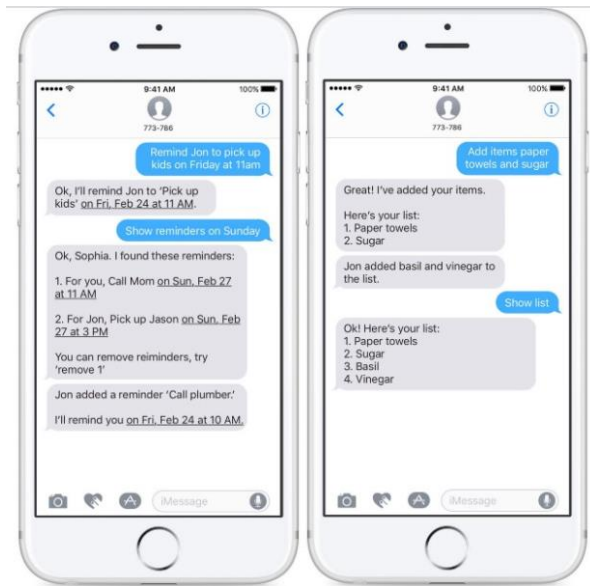 9:41 AM
100%
773-786
Remind Jon to pick up
kids on Friday at 11am
Ok, I'll remind Jon to 'Pick up
kids' on Fri, Feb 24 at 11 AM.
Show reminders on Sunday
Ok, Sophia. I found these reminders:
1. For you, Call Mom on Sun, Feb 27
at 11 AM
2. For Jon, Pick up Jason on Sun, Feb
27 at 3 PM
You can remove reiminders, try
'remove 1'
Jon added a reminder 'Call plumber.'
I'll remind you on Fri, Feb 24 at 10 AM.
iMessage
9:41 AM
100%
773-786
Add items paper
towels and sugar
Great! I've added your items.
Here's your list:
1. Paper towels
2. Sugar
Jon added basil and vinegar to
the list.
Show list
Ok! Here's your list:
1. Paper towels
2. Sugar
3. Basil
4. Vinegar
iMessage